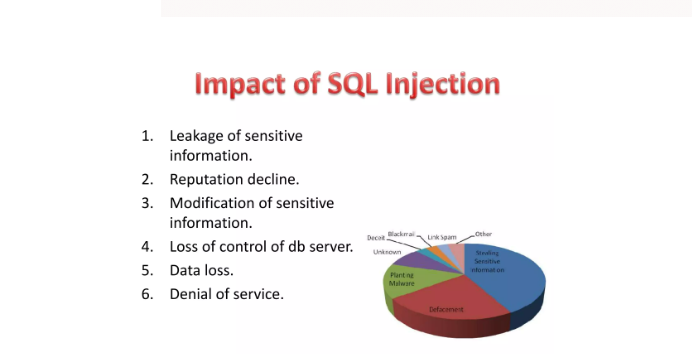 Impact of SQL Injection
1. Leakage of sensitive
information.
2. Reputation decline.
3. Modification of sensitive
information.
4. Loss of control of db server.
5. Data loss.
6. Denial of service.
Deceit
Blackmail
Link Spam
Other
Unknown
Stealing
Sensitive
Information
Planting
Malware
Defacement